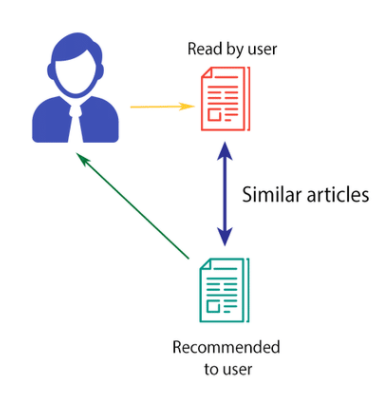 Read by user
Similar articles
Recommended
to user